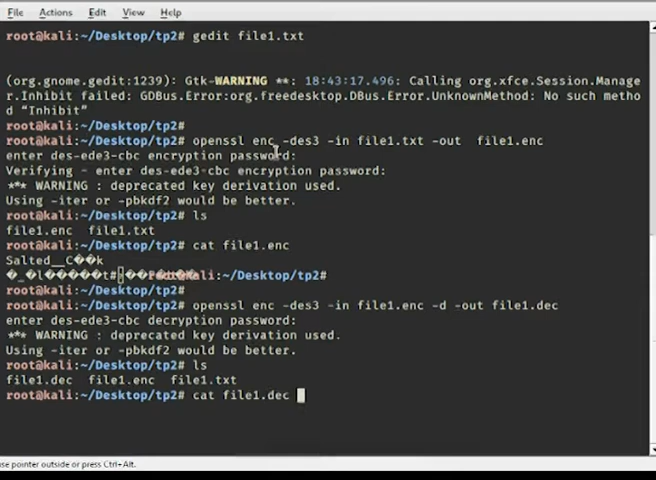 File Actions Edit View Help
root@kali:~/Desktop/tp2# gedit file1.txt
(org.gnome.gedit:1239): Gtk-WARNING **: 18:43:17.496: Calling org.xfce.Session.Manage
r.Inhibit failed: GDBus.Error:org.freedesktop.DBus.Error.UnknownMethod: No such metho
d "Inhibit"
root@kali:~/Desktop/tp2#
root@kali:~/Desktop/tp2# openssl enc -des3 -in file1.txt -out file1.enc
enter des-ede3-cbc encryption password:
Verifying - enter des-ede3-cbc encryption password:
*** WARNING : deprecated key derivation used.
Using -iter or -pbkdf2 would be better.
root@kali:~/Desktop/tp2# ls
file1.enc file1.txt
root@kali:~/Desktop/tp2# cat file1.enc
Salted__C��k
�_�l�����t#:~/Desktop/tp2#
root@kali:~/Desktop/tp2#
root@kali:~/Desktop/tp2# openssl enc -des3 -in file1.enc -d -out file1.dec
enter des-ede3-cbc decryption password:
*** WARNING : deprecated key derivation used.
Using -iter or -pbkdf2 would be better.
root@kali:~/Desktop/tp2# ls
file1.dec file1.enc file1.txt
root@kali:~/Desktop/tp2# cat file1.dec
use pointer outside or press Ctrl+Alt.